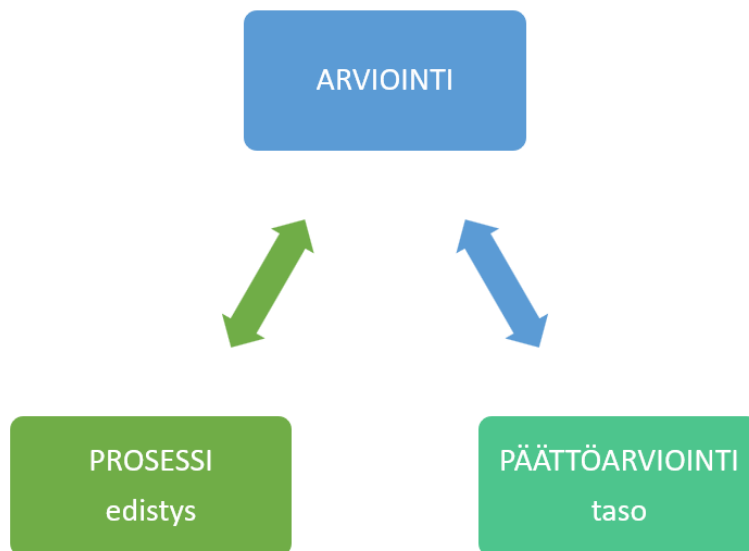 ARVIOINTI
PROSESSI
edistys
PÄÄTTÖARVIOINTI
taso